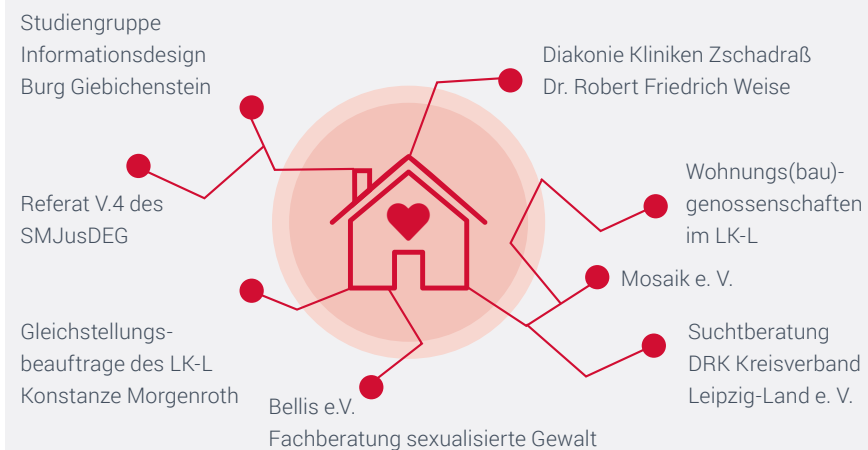 Studiengruppe
Informationsdesign
Burg Giebichenstein
Diakonie Kliniken Zschadraß
Dr. Robert Friedrich Weise
Referat V.4 des
SMJusDEG
Wohnungs(bau)-
genossenschaften
im LK-L
Mosaik e. V.
Gleichstellungs-
beauftrage des LK-L
Konstanze Morgenroth
Suchtberatung
DRK Kreisverband
Leipzig-Land e. V.
Bellis e.V.
Fachberatung sexualisierte Gewalt